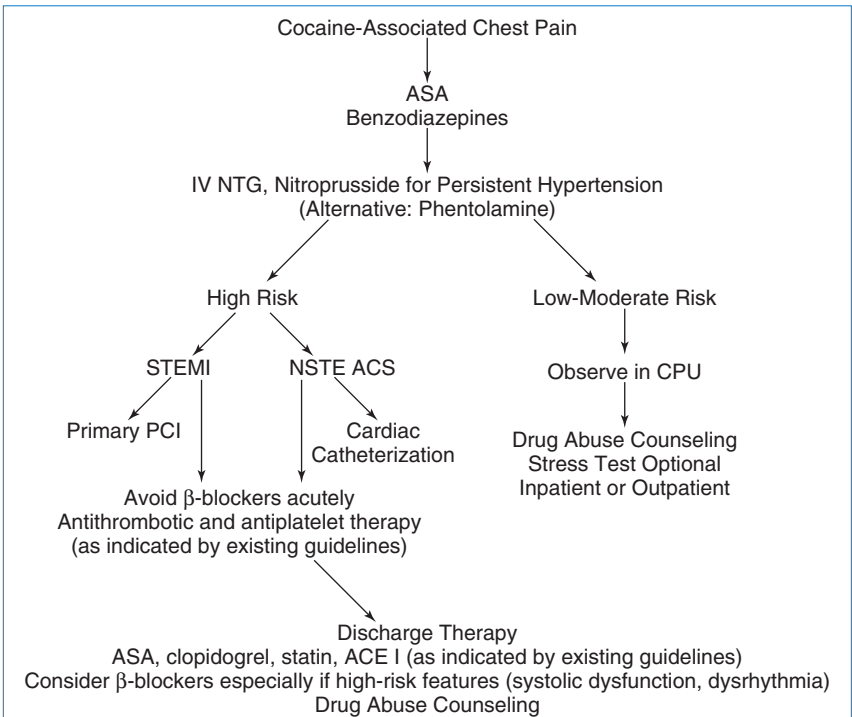 Cocaine-Associated Chest Pain
ASA
Benzodiazepines
IV NTG, Nitroprusside for Persistent Hypertension
(Alternative: Phentolamine)
High Risk
Low-Moderate Risk
STEMI
NSTE ACS
Observe in CPU
Primary PCI
Cardiac
Catheterization
Drug Abuse Counseling
Stress Test Optional
Inpatient or Outpatient
Avoid β-blockers acutely
Antithrombotic and antiplatelet therapy
(as indicated by existing guidelines)
Discharge Therapy
ASA, clopidogrel, statin, ACE I (as indicated by existing guidelines)
Consider β-blockers especially if high-risk features (systolic dysfunction, dysrhythmia)
Drug Abuse Counseling